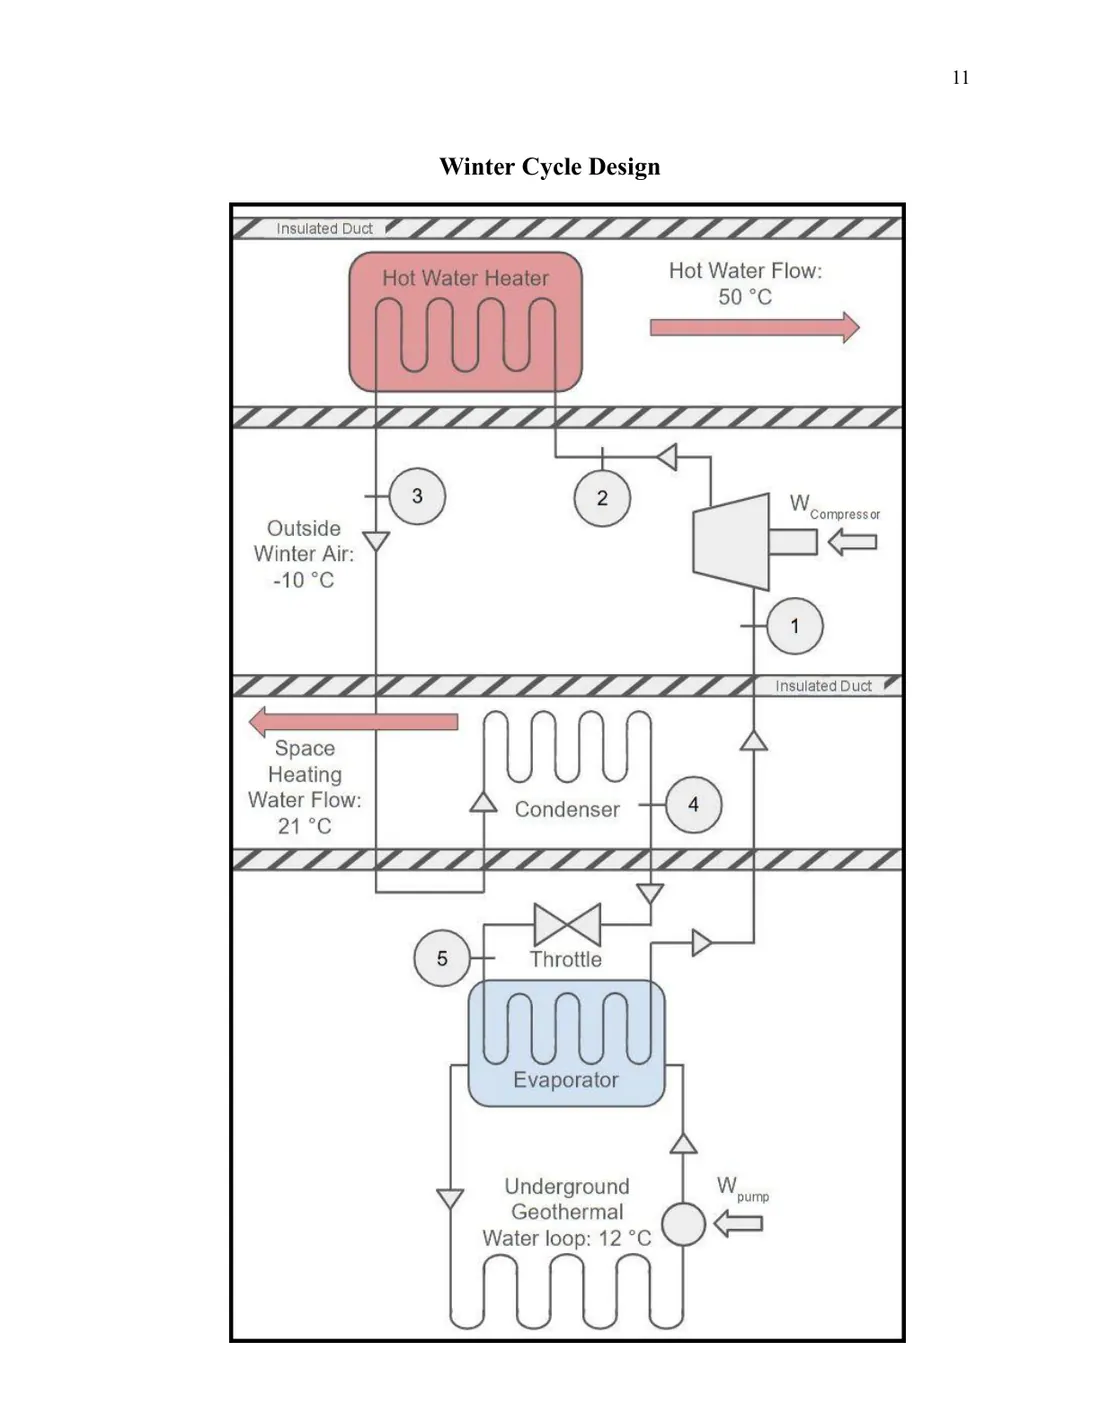 11
Winter Cycle Design
Insulated Duct
Hot Water Heater
Hot Water Flow:
50 °C
3
2
W Compressor
Outside
Winter Air:
-10 °C
1
Insulated Duct
Space
Heating
Water Flow:
21 °C
Condenser
4
5
Throttle
Evaporator
Underground
Geothermal
Water loop: 12 °C
W pump